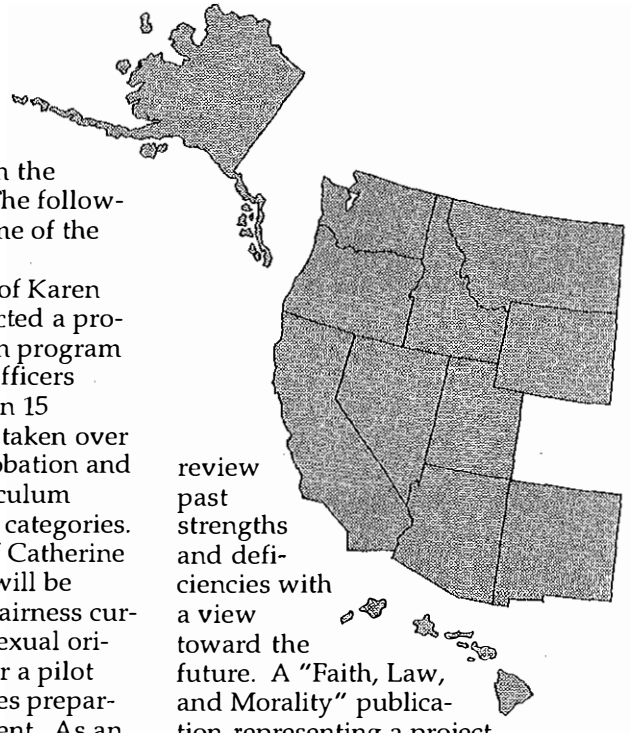 n the
he follow-
ne of the
of Karen
cted a pro-
n program
fficers
n 15
taken over
bation and
culum
categories.
Catherine
will be
airness cur-
exual ori-
r a pilot
es prepar-
ent. As an
review
past
strengths
and defi-
ciencies with
a view
toward the
future. A "Faith, Law,
and Morality" publica-
tion representing a project